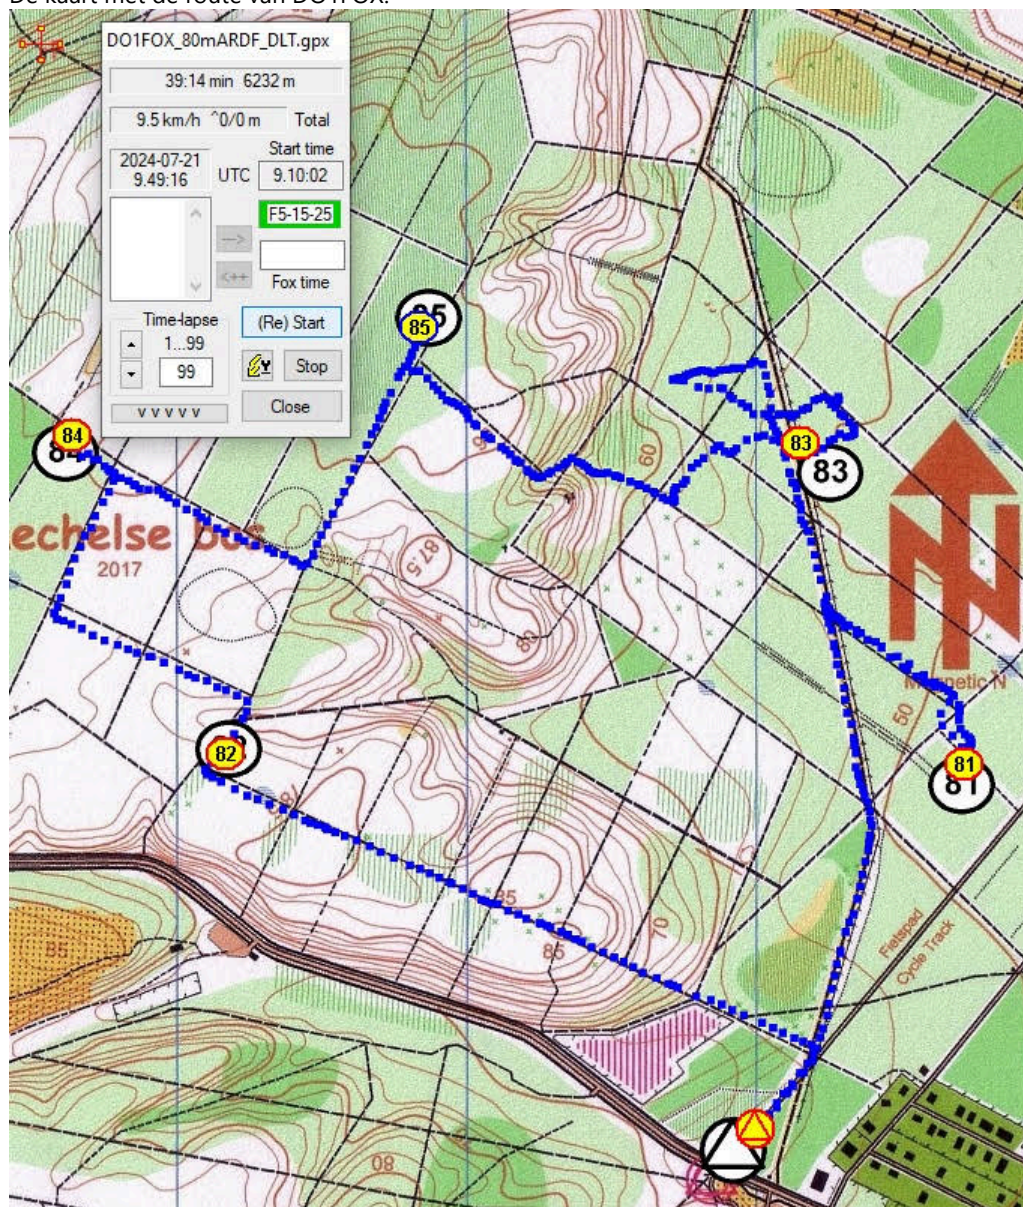 De kaart met de route van DO1FOX.
DO1FOX_80mARDF_DLT.gpx
39:14 min 6232 m
9.5 km/h ^0/0 m Total
Start time
2024-07-21
9.49:16
UTC
9.10:02
F5-15-25
-->
<++
Fox time
Time-lapse
1...99
99
(Re) Start
Stop
Close
v v v v v
85
85
84
84
83
83
60
echelse bos
2017
87.5
85
Magnetic N
50
82
81
81
85
85
70
85
Fietspad
Cycle Track
80